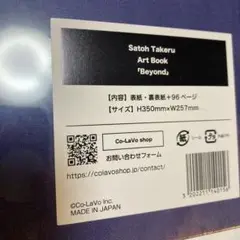 Satoh Takeru
Art Book
「Beyond」
【内容】表紙・裏表紙+96ページ
【サイズ】H350mm×W257mm
Co-LaVo shop
お問い合わせフォーム
https://colavoshop.com/contact/
©Co-LaVo Inc.
MADE IN JAPAN